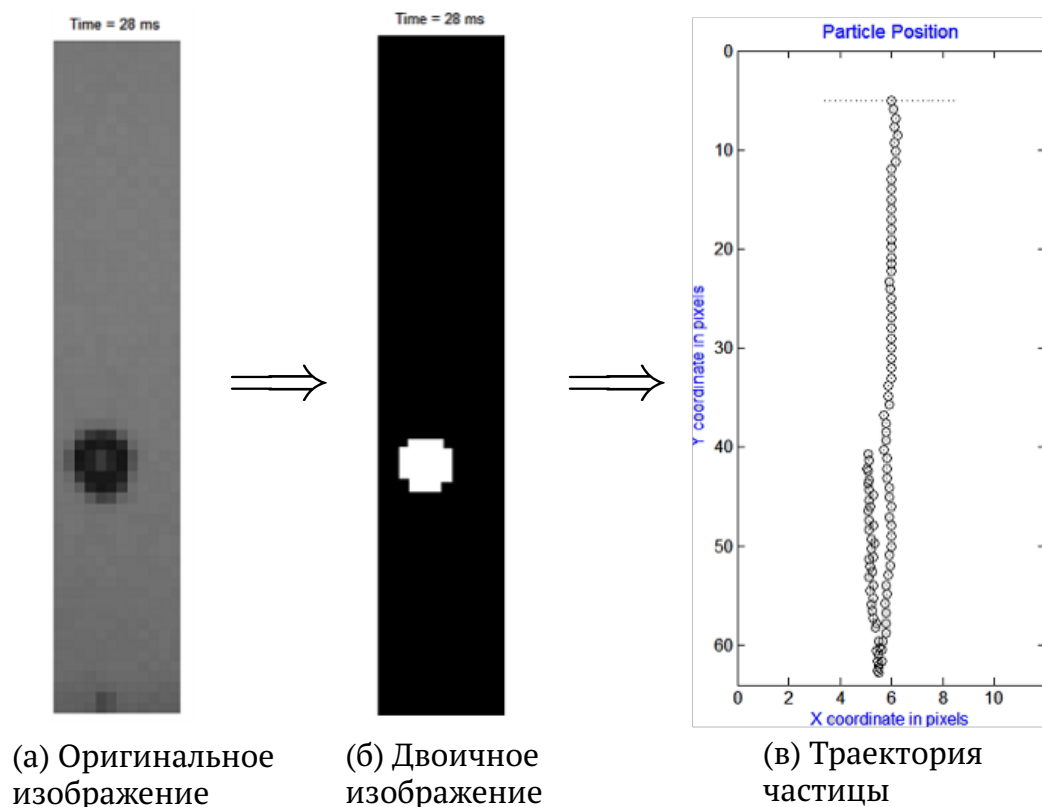 Time = 28 ms
Time = 28 ms
Particle Position
0
10
20
30
40
50
60
Y coordinate in pixels
0 2 4 6 8 10
X coordinate in pixels
(а) Оригинальное
изображение
(б) Двоичное
изображение
(в) Траектория
частицы